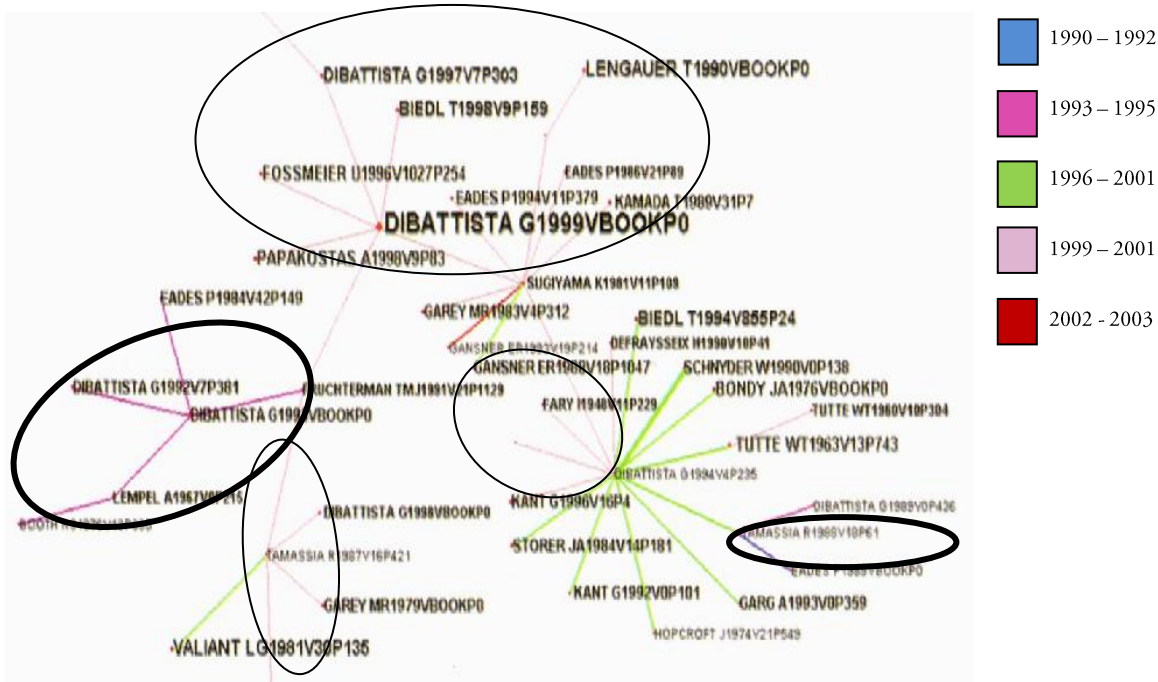 1990 – 1992
1993 – 1995
1996 – 2001
1999 – 2001
2002 - 2003
DIBATTISTA G1997V7P303
LENGAUER T1990VBOOKP0
BIEDL T1998V9P159
FOSSMEIER U1996V1027P254
EADES P1986V21P89
EADES P1994V11P379
KAMADA T1989V31P7
DIBATTISTA G1999VBOOKP0
PAPAKOSTAS A1998V9P83
SUGIYAMA K1981V11P109
EADES P1984V42P149
GAREY MR1983V4P312
BIEDL T1994V855P24
GANSNER ER1993V19P214
DEFRAYSSEIX H1990V10P41
GANSNER ER1988V18P1047
SCHNYDER W1990V0P138
DIBATTISTA G1992V7P381
FRUCHTERMAN TMJ1991V21P1129
BONDY JA1976VBOOKP0
FARY I1948V11P229
DIBATTISTA
TUTTE WT1960V10P304
TUTTE WT1963V13P743
DIBATTISTA G1994V4P235
LEMPEL A1967V0P215
KANT G1996V16P4
DIBATTISTA G1989V0P436
DIBATTISTA G1998VBOOKP0
TAMASSIA
STORER JA1984V14P181
TAMASSIA R1987V16P421
EADES
KANT G1992V0P101
GARG A1993V0P359
GAREY MR1979VBOOKP0
HOPCROFT J1974V21P549
VALIANT LG1981V30P135